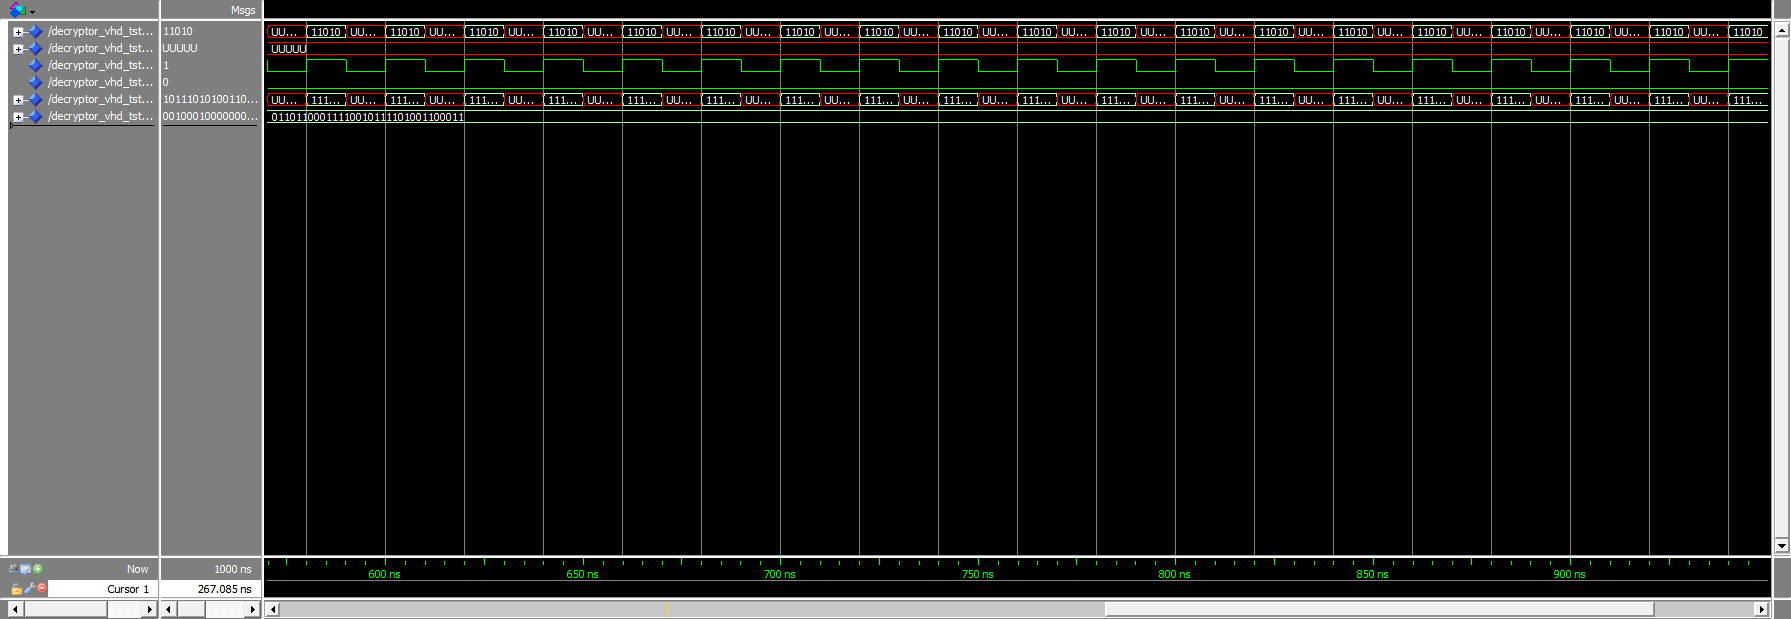 Msgs
/decryptor_vhd_tst... 11010 UU... 11010 UU... 11010 UU... 11010 UU... 11010 UU... 11010 UU... 11010 UU... 11010 UU... 11010 UU... 11010 UU... 11010 UU... 11010 UU... 11010 UU... 11010 UU... 11010 UU... 11010 UU... 11010 UU... 11010 UU... 11010 UU... 11010
/decryptor_vhd_tst... UUUUU UUUUU
/decryptor_vhd_tst... 1
/decryptor_vhd_tst... 0
/decryptor_vhd_tst... 10111010100110... UU... 111... UU... 111... UU... 111... UU... 111... UU... 111... UU... 111... UU... 111... UU... 111... UU... 111... UU... 111... UU... 111... UU... 111... UU... 111... UU... 111... UU... 111... UU... 111... UU... 111... UU... 111... UU... 111...
/decryptor_vhd_tst... 00100010000000... 01101100011110010111101001100011
Now 1000 ns 600 ns 650 ns 700 ns 750 ns 800 ns 850 ns 900 ns
Cursor 1 267.085 ns